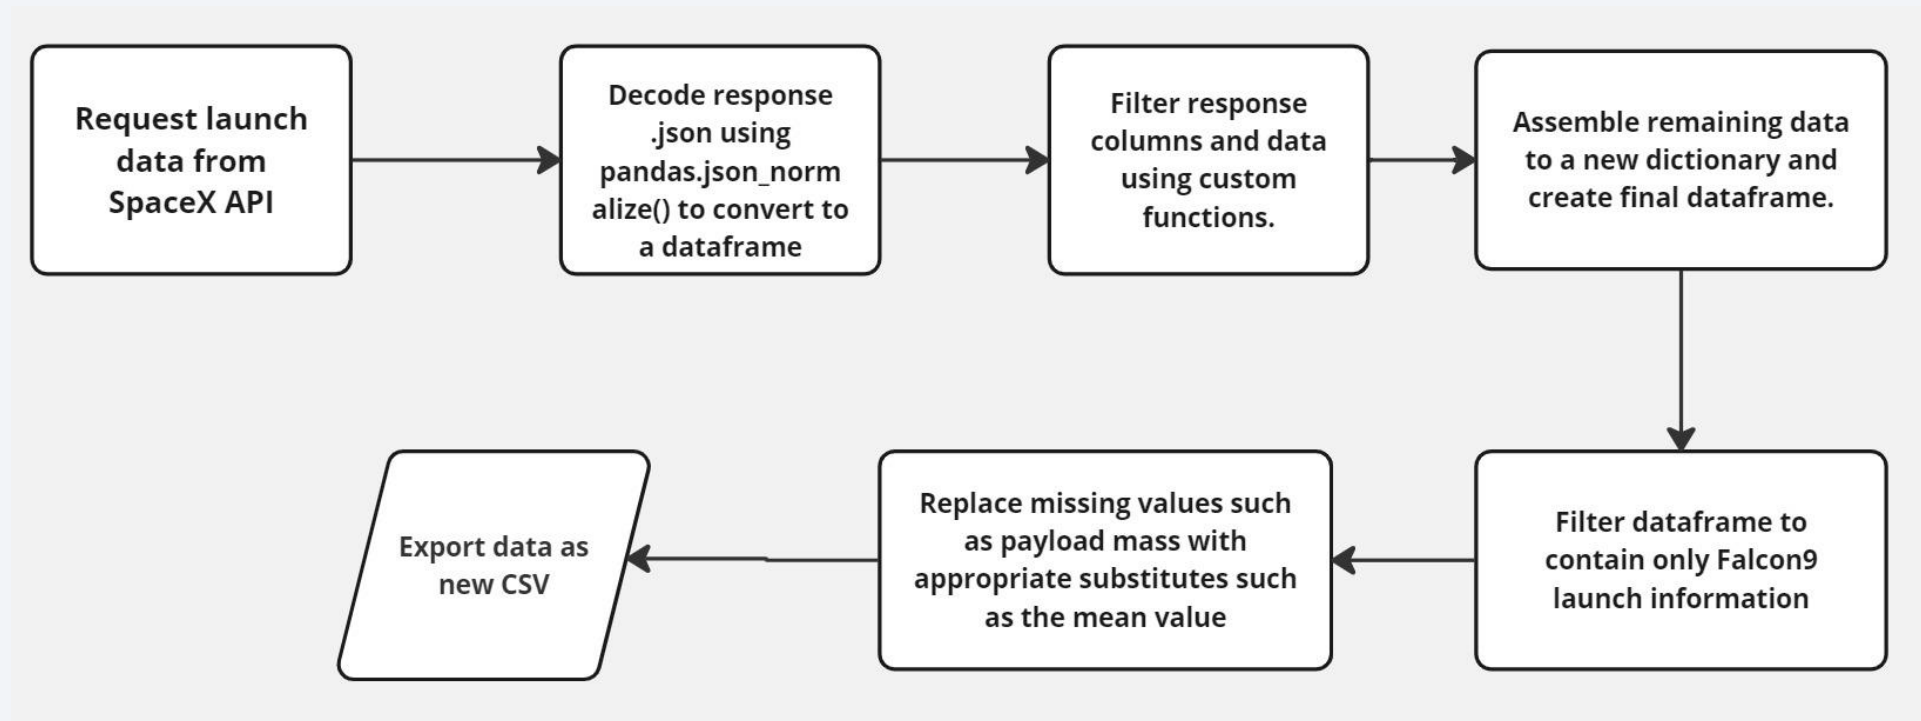 Request launch
data from
SpaceX API
Decode response
.json using
pandas.json_norm
alize() to convert to
a dataframe
Filter response
columns and data
using custom
functions.
Assemble remaining data
to a new dictionary and
create final dataframe.
Filter dataframe to
contain only Falcon9
launch information
Replace missing values such
as payload mass with
appropriate substitutes such
as the mean value
Export data as
new CSV